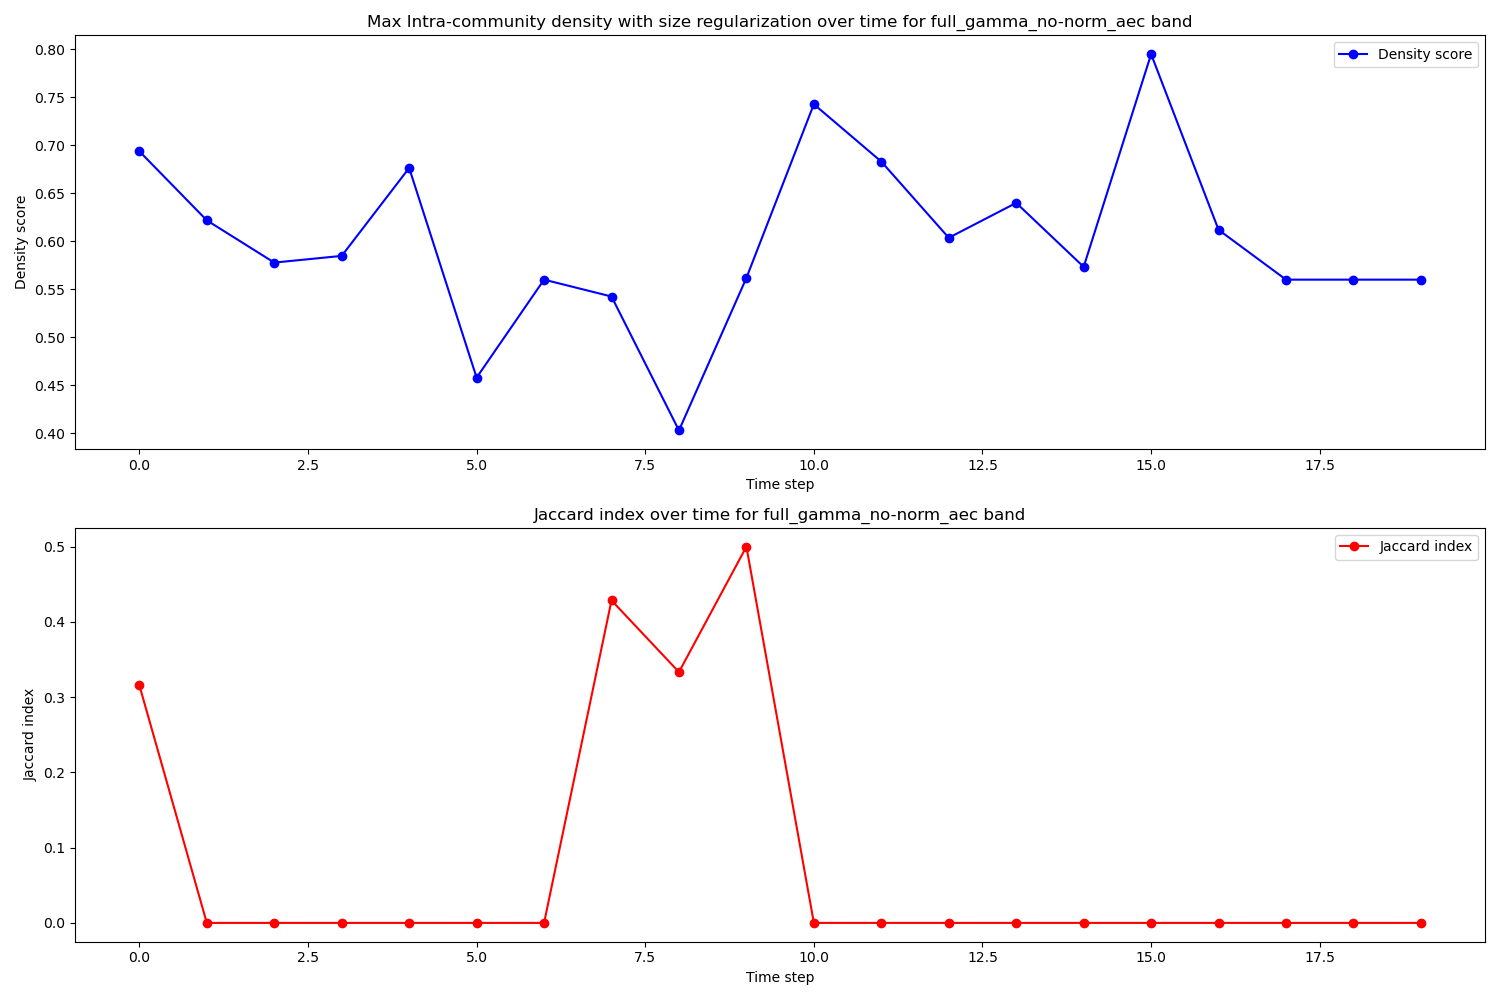 Max Intra-community density with size regularization over time for full_gamma_no-norm_aec band
Density score
0.80
0.75
0.70
0.65
0.60
0.55
0.50
0.45
0.40
Density score
0.0 2.5 5.0 7.5 10.0 12.5 15.0 17.5
Time step
Jaccard index over time for full_gamma_no-norm_aec band
Jaccard index
0.5
0.4
0.3
0.2
0.1
0.0
Jaccard index
0.0 2.5 5.0 7.5 10.0 12.5 15.0 17.5
Time step